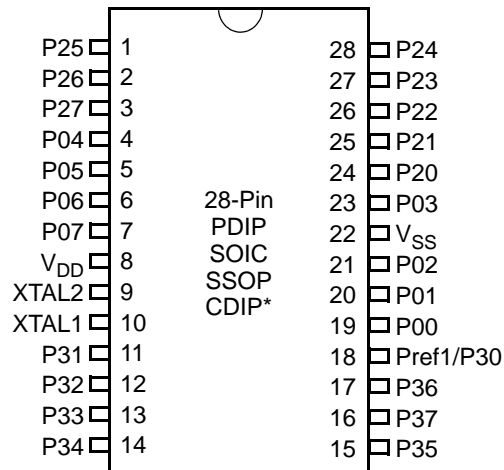 P25 1 28 P24
P26 2 27 P23
P27 3 26 P22
P04 4 25 P21
P05 5 24 P20
P06 6 28-Pin 23 P03
P07 7 PDIP 22 VSS
VDD 8 SOIC 21 P02
XTAL2 9 SSOP 20 P01
XTAL1 10 CDIP* 19 P00
P31 11 18 Pref1/P30
P32 12 17 P36
P33 13 16 P37
P34 14 15 P35